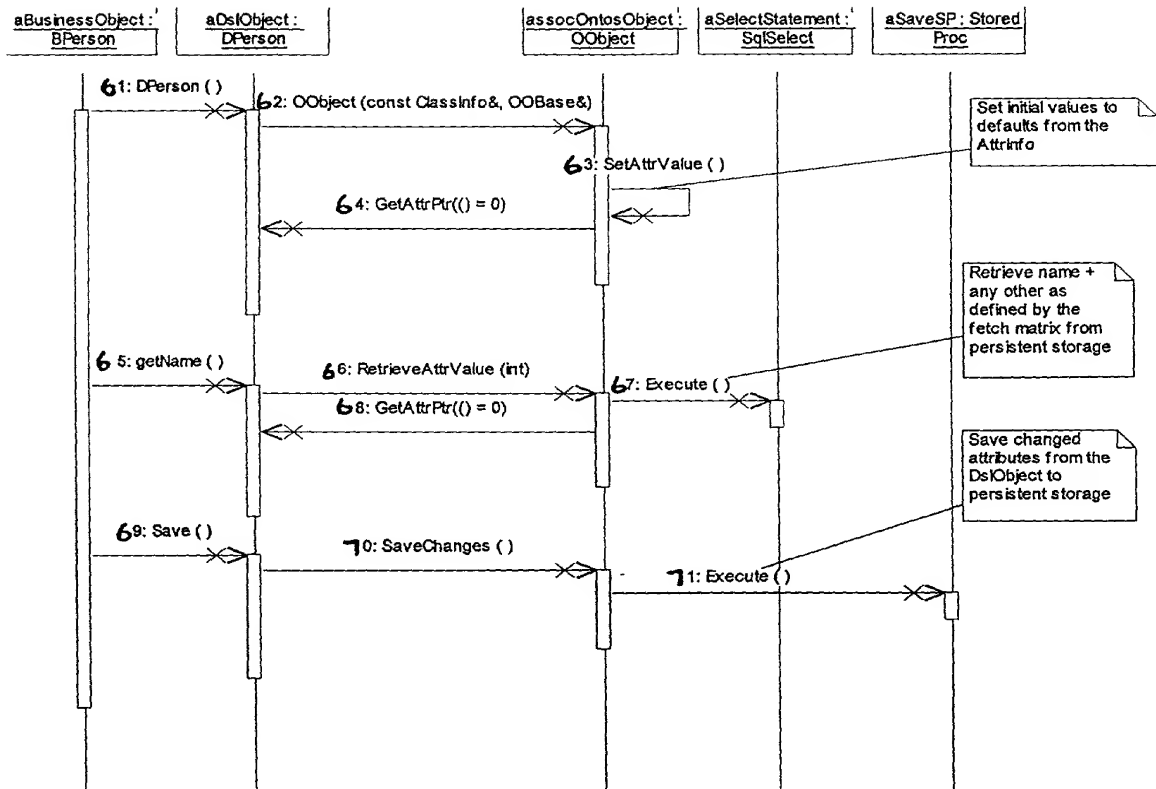 aBusinessObject :
BPerson
aDslObject :
DPerson
assocOntosObject :
OObject
aSelectStatement :
SqlSelect
aSaveSP : Stored
Proc
61: DPerson ( )
62: OObject (const ClassInfo&, OOBase&)
Set initial values to
defaults from the
AttrInfo
63: SetAttrValue ( )
64: GetAttrPtr(() = 0)
Retrieve name +
any other as
defined by the
fetch matrix from
persistent storage
65: getName ( )
66: RetrieveAttrValue (int)
67: Execute ( )
68: GetAttrPtr(() = 0)
Save changed
attributes from the
DslObject to
persistent storage
69: Save ( )
70: SaveChanges ( )
71: Execute ( )